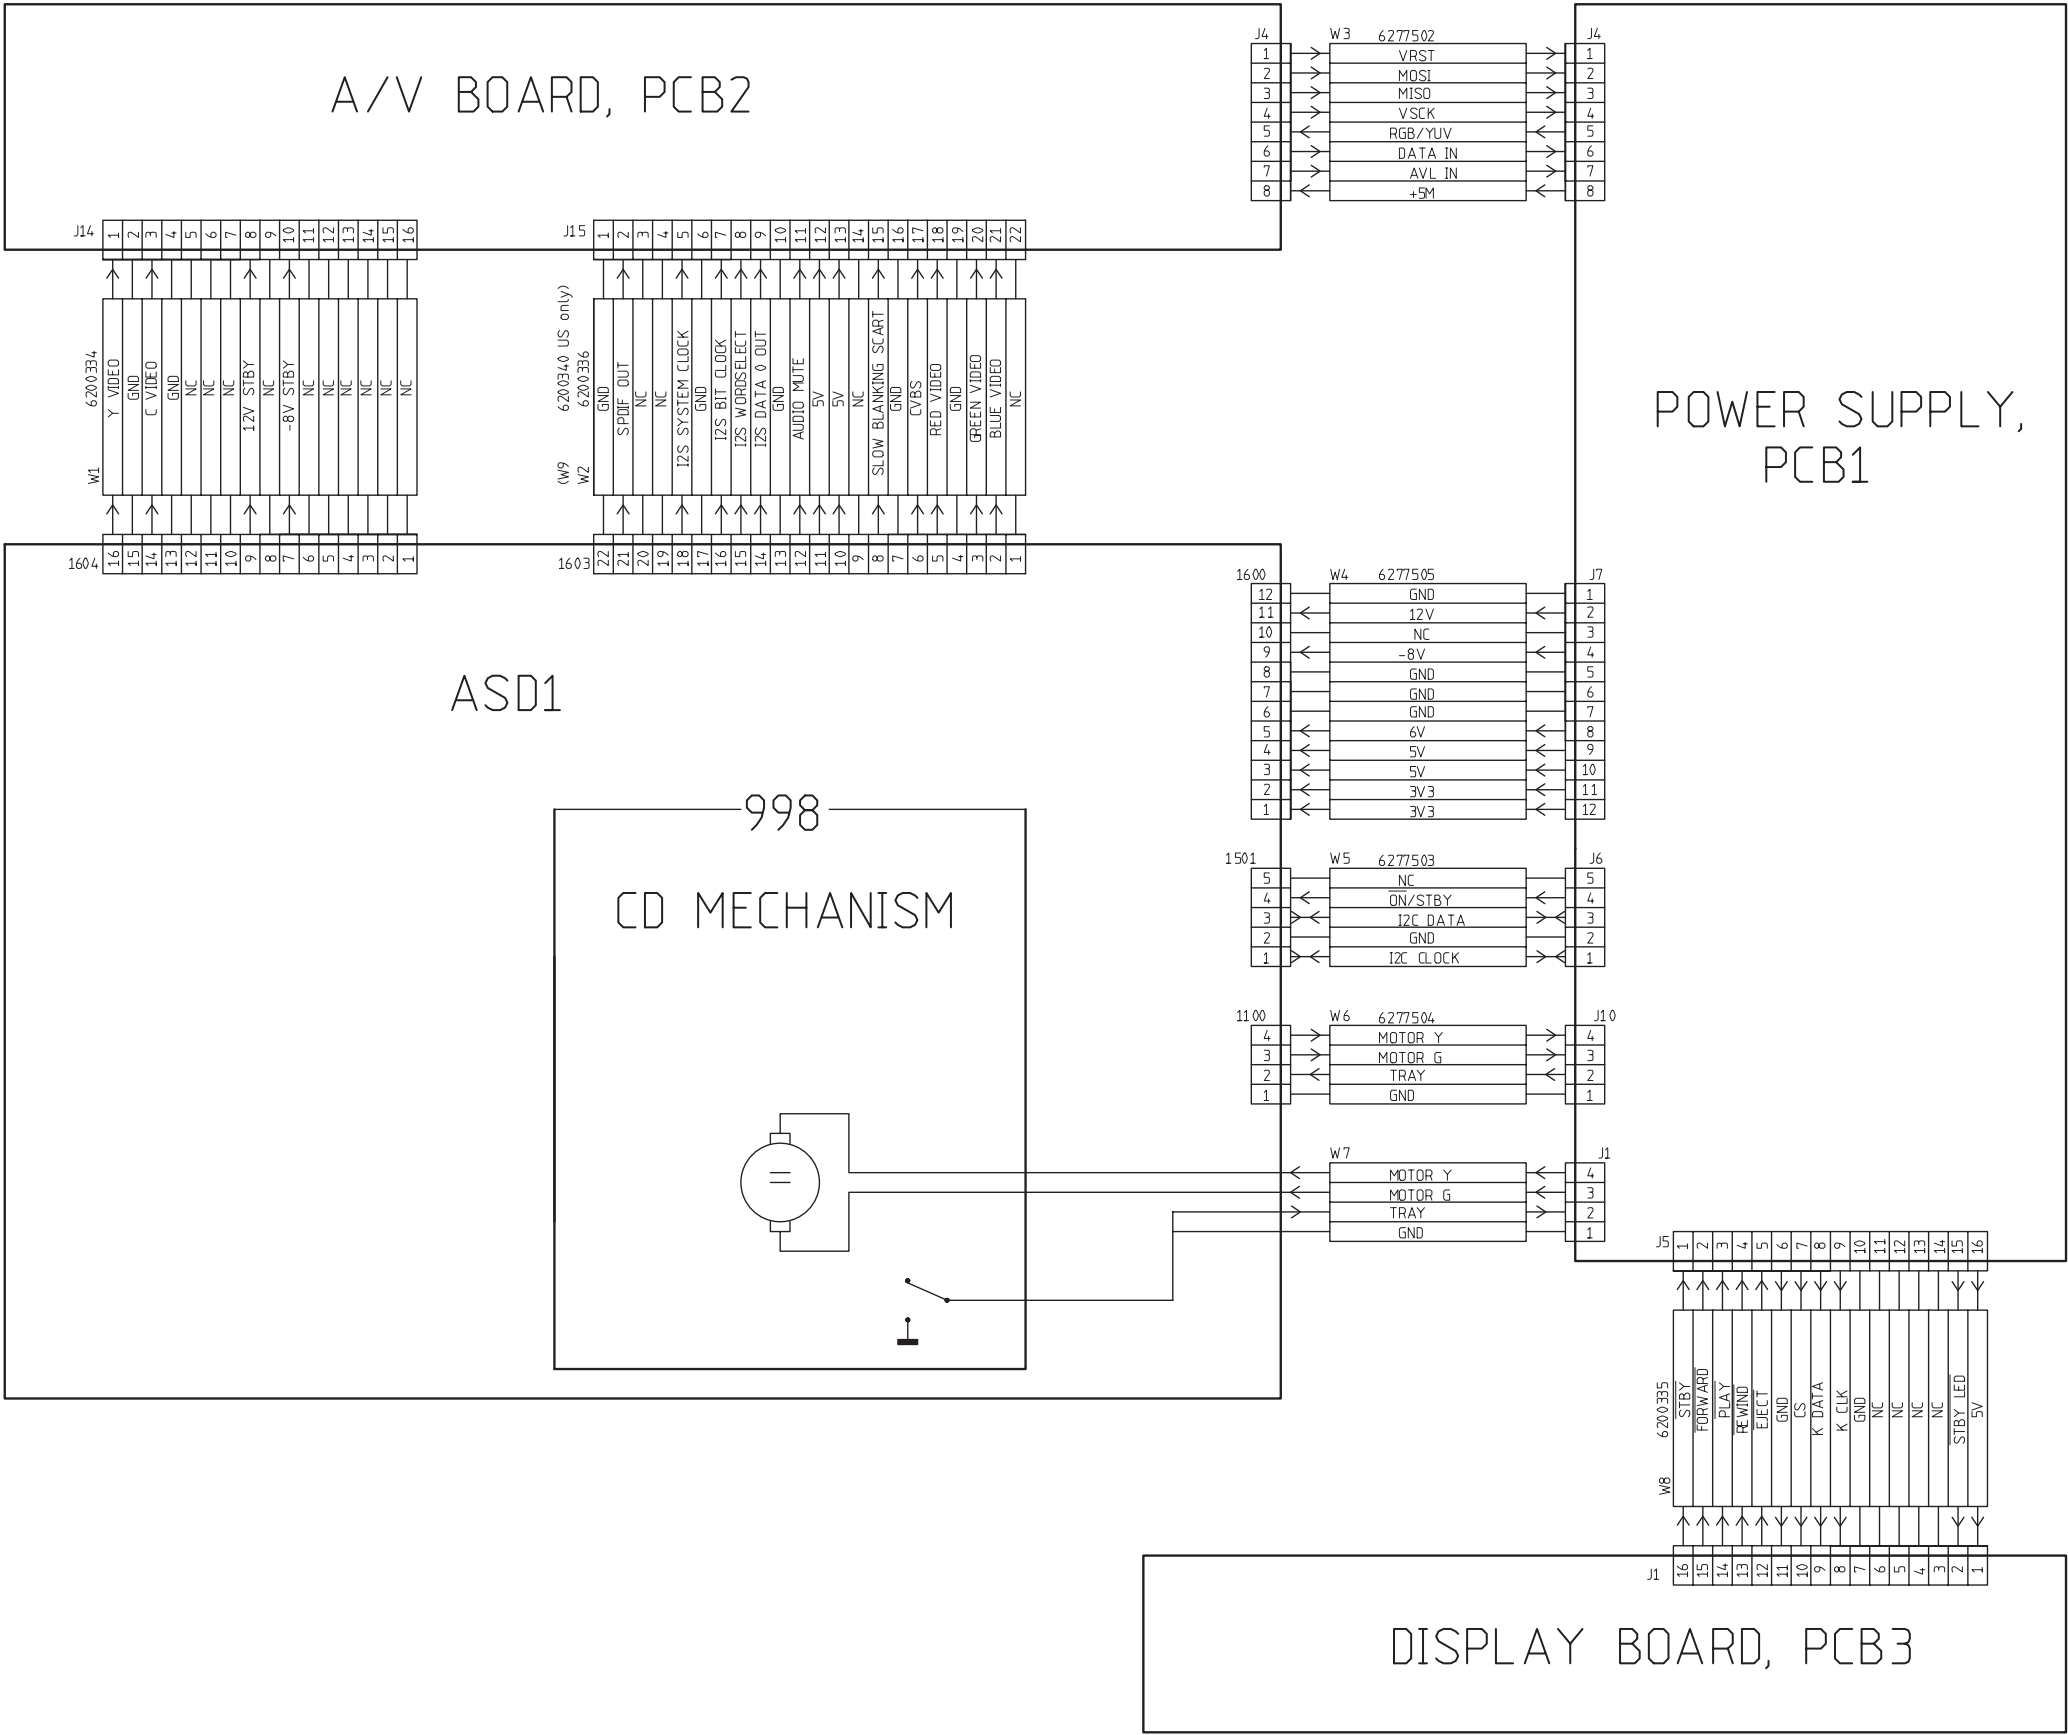 A/V BOARD, PCB2
J4 W3 6277502 J4
1 VRST 1
2 MOSI 2
3 MISO 3
4 VSCK 4
5 RGB/YUV 5
6 DATA IN 6
7 AVL IN 7
8 +5M 8
POWER SUPPLY,
PCB1
J14 1 2 3 4 5 6 7 8 9 10 11 12 13 14 15 16
W1 6200334
Y VIDEO
GND
C VIDEO
GND
NC
NC
NC
12V STBY
NC
-8V STBY
NC
NC
NC
NC
NC
NC
1604 16 15 14 13 12 11 10 9 8 7 6 5 4 3 2 1
J15 1 2 3 4 5 6 7 8 9 10 11 12 13 14 15 16 17 18 19 20 21 22
(W9 6200340 US only)
W2 6200336
GND
SPDIF OUT
NC
NC
I2S SYSTEM CLOCK
GND
I2S BIT CLOCK
I2S WORDSELECT
I2S DATA 0 OUT
GND
AUDIO MUTE
5V
5V
NC
SLOW BLANKING SCART
GND
CVBS
RED VIDEO
GND
GREEN VIDEO
BLUE VIDEO
NC
1603 22 21 20 19 18 17 16 15 14 13 12 11 10 9 8 7 6 5 4 3 2 1
ASD1
998
CD MECHANISM
1600 W4 6277505 J7
12 GND 1
11 12V 2
10 NC 3
9 -8V 4
8 GND 5
7 GND 6
6 GND 7
5 6V 8
4 5V 9
3 5V 10
2 3V3 11
1 3V3 12
1501 W5 6277503 J6
5 NC 5
4 ON/STBY 4
3 I2C DATA 3
2 GND 2
1 I2C CLOCK 1
1100 W6 6277504 J10
4 MOTOR Y 4
3 MOTOR G 3
2 TRAY 2
1 GND 1
W7 J1
MOTOR Y 4
MOTOR G 3
TRAY 2
GND 1
J5 1 2 3 4 5 6 7 8 9 10 11 12 13 14 15 16
W8 6200335
STBY
FORWARD
PLAY
REWIND
EJECT
GND
CS
K DATA
K CLK
GND
NC
NC
NC
NC
STBY LED
5V
J1 16 15 14 13 12 11 10 9 8 7 6 5 4 3 2 1
DISPLAY BOARD, PCB3